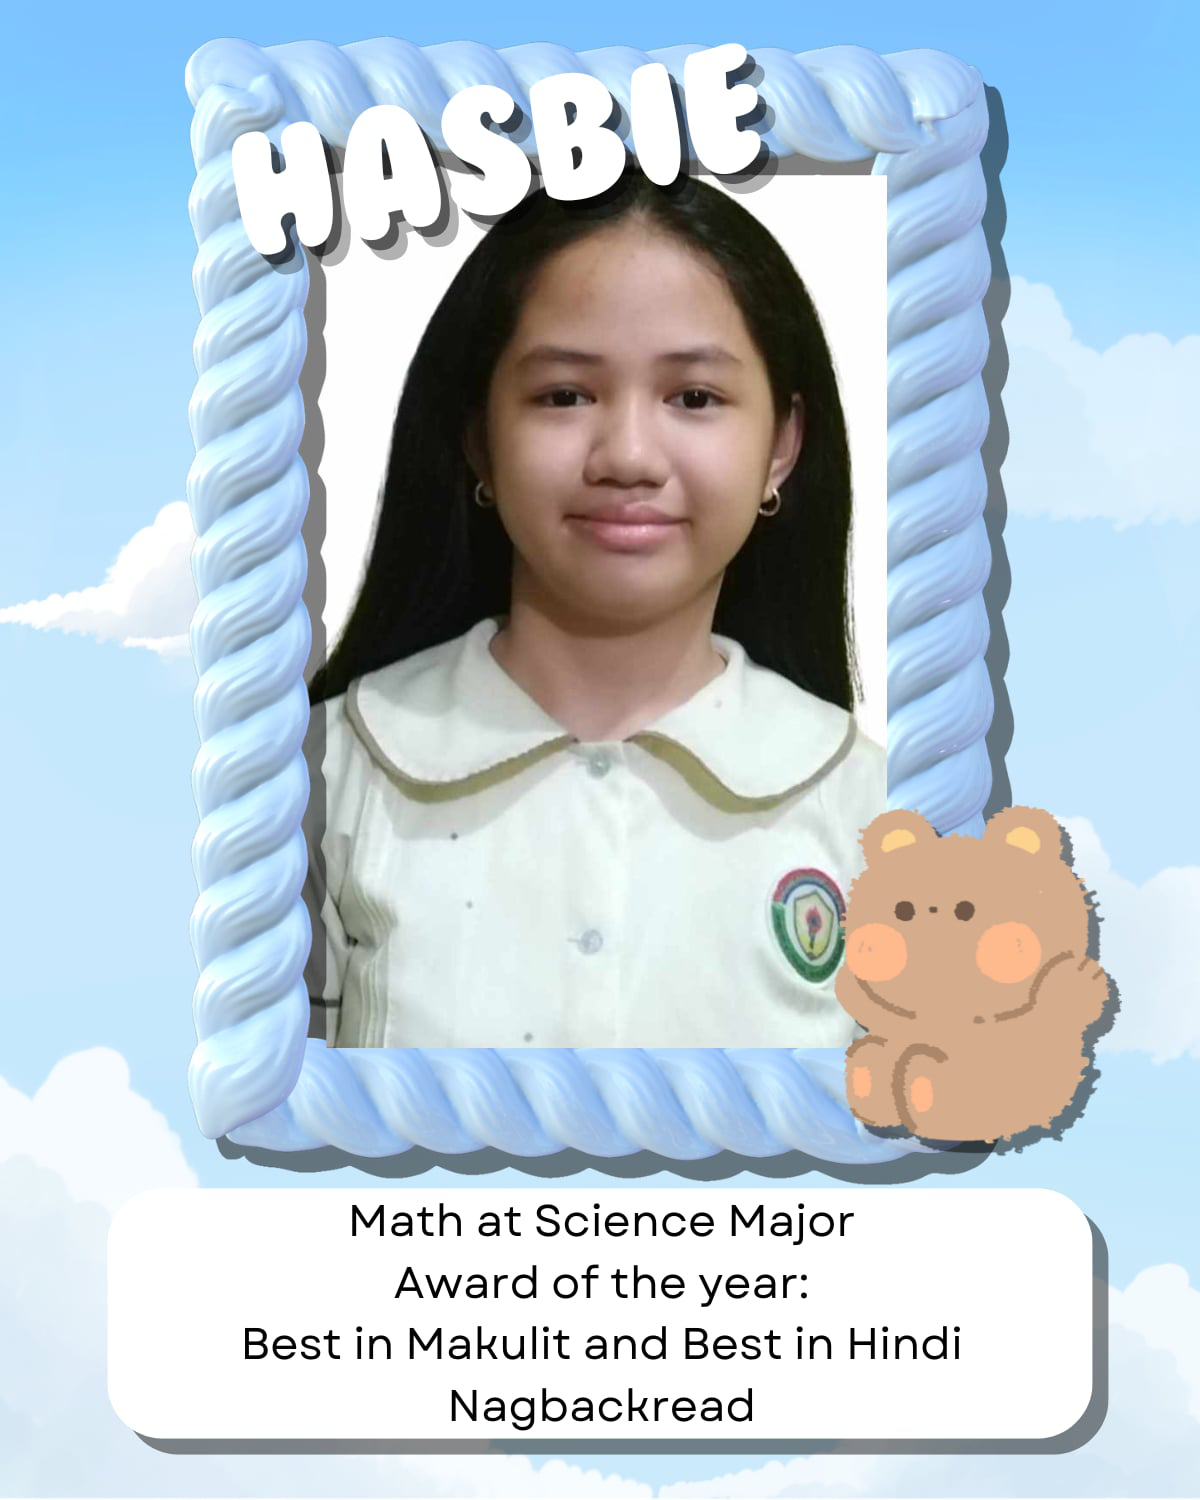 HASBIE
Math at Science Major
Award of the year:
Best in Makulit and Best in Hindi
Nagbackread